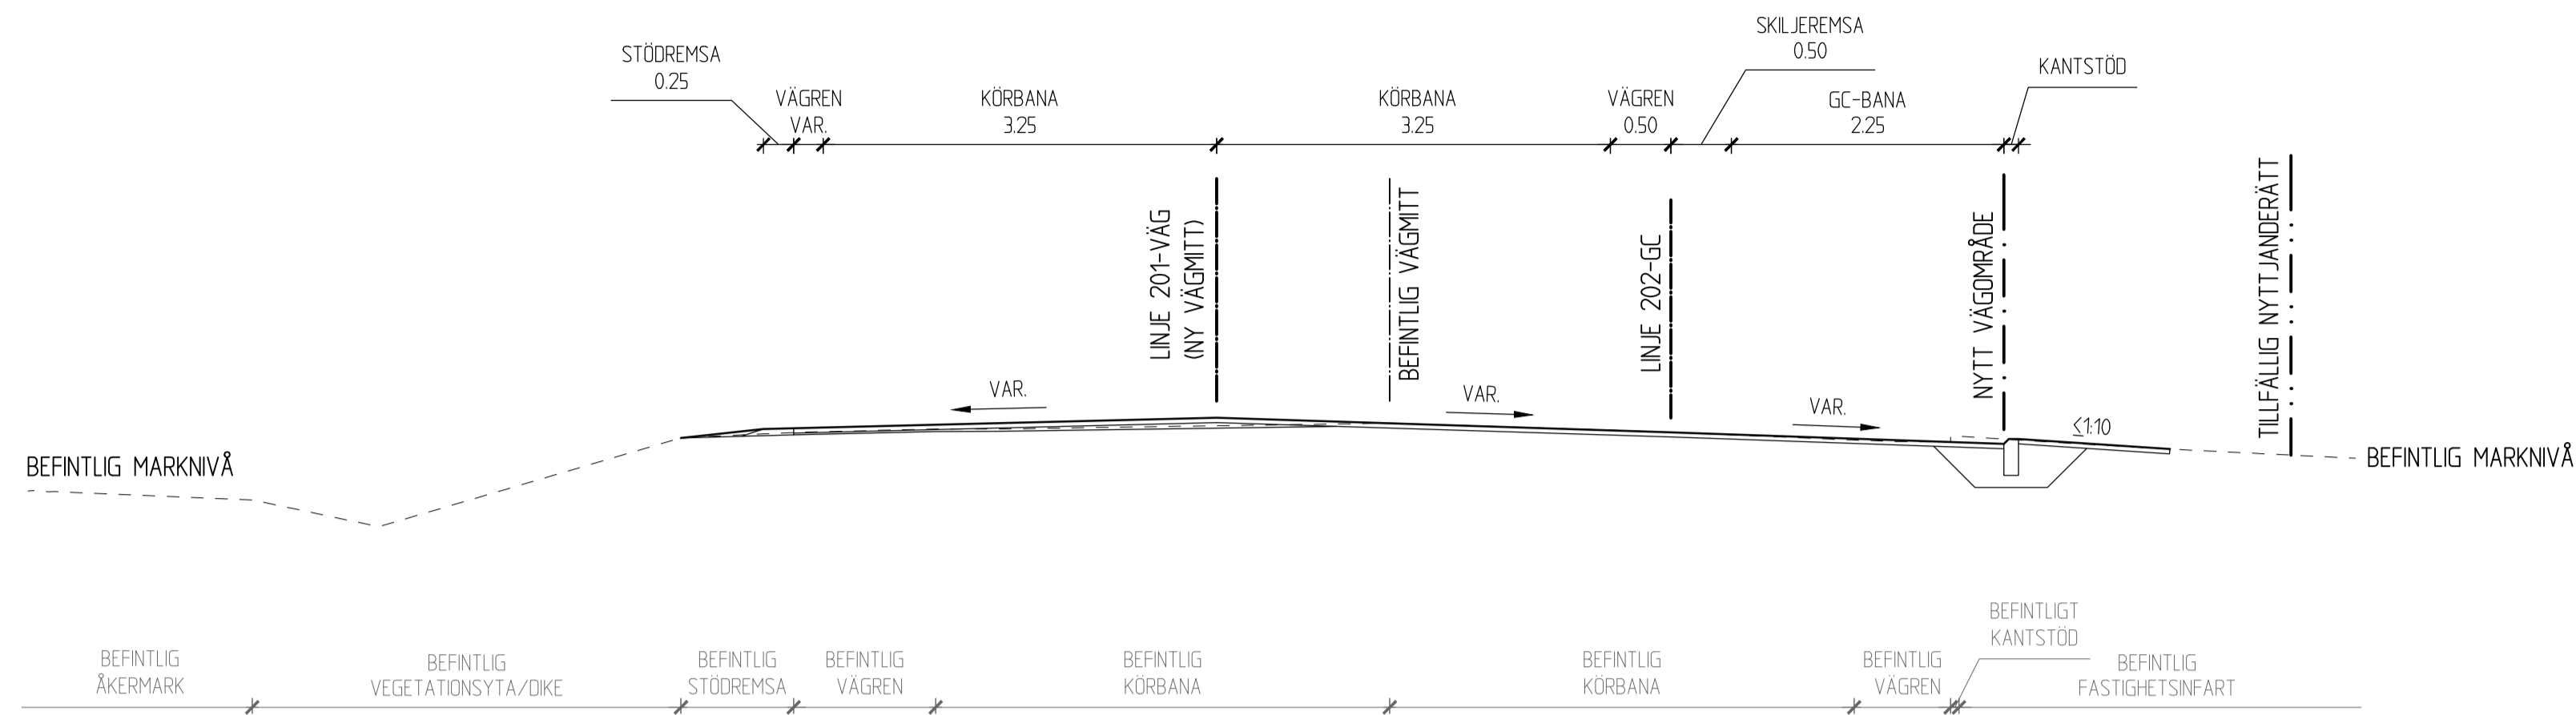 SKILJEREMSA
0.50
STÖDREMSA
0.25
KANTSTÖD
VÄGREN
VAR.
KÖRBANA
3.25
KÖRBANA
3.25
VÄGREN
0.50
GC-BANA
2.25
LINJE 201-VÄG
(NY VÄGMITT)
BEFINTLIG VÄGMITT
LINJE 202-GC
NYTT VÄGOMRÅDE
TILLFÄLLIG NYTTJANDERÄTT
VAR.
VAR.
VAR.
≤1:10
BEFINTLIG MARKNIVÅ
BEFINTLIG MARKNIVÅ
BEFINTLIG
ÅKERMARK
BEFINTLIG
VEGETATIONSYTA/DIKE
BEFINTLIG
STÖDREMSA
BEFINTLIG
VÄGREN
BEFINTLIG
KÖRBANA
BEFINTLIG
KÖRBANA
BEFINTLIG
VÄGREN
BEFINTLIGT
KANTSTÖD
BEFINTLIG
FASTIGHETSINFART